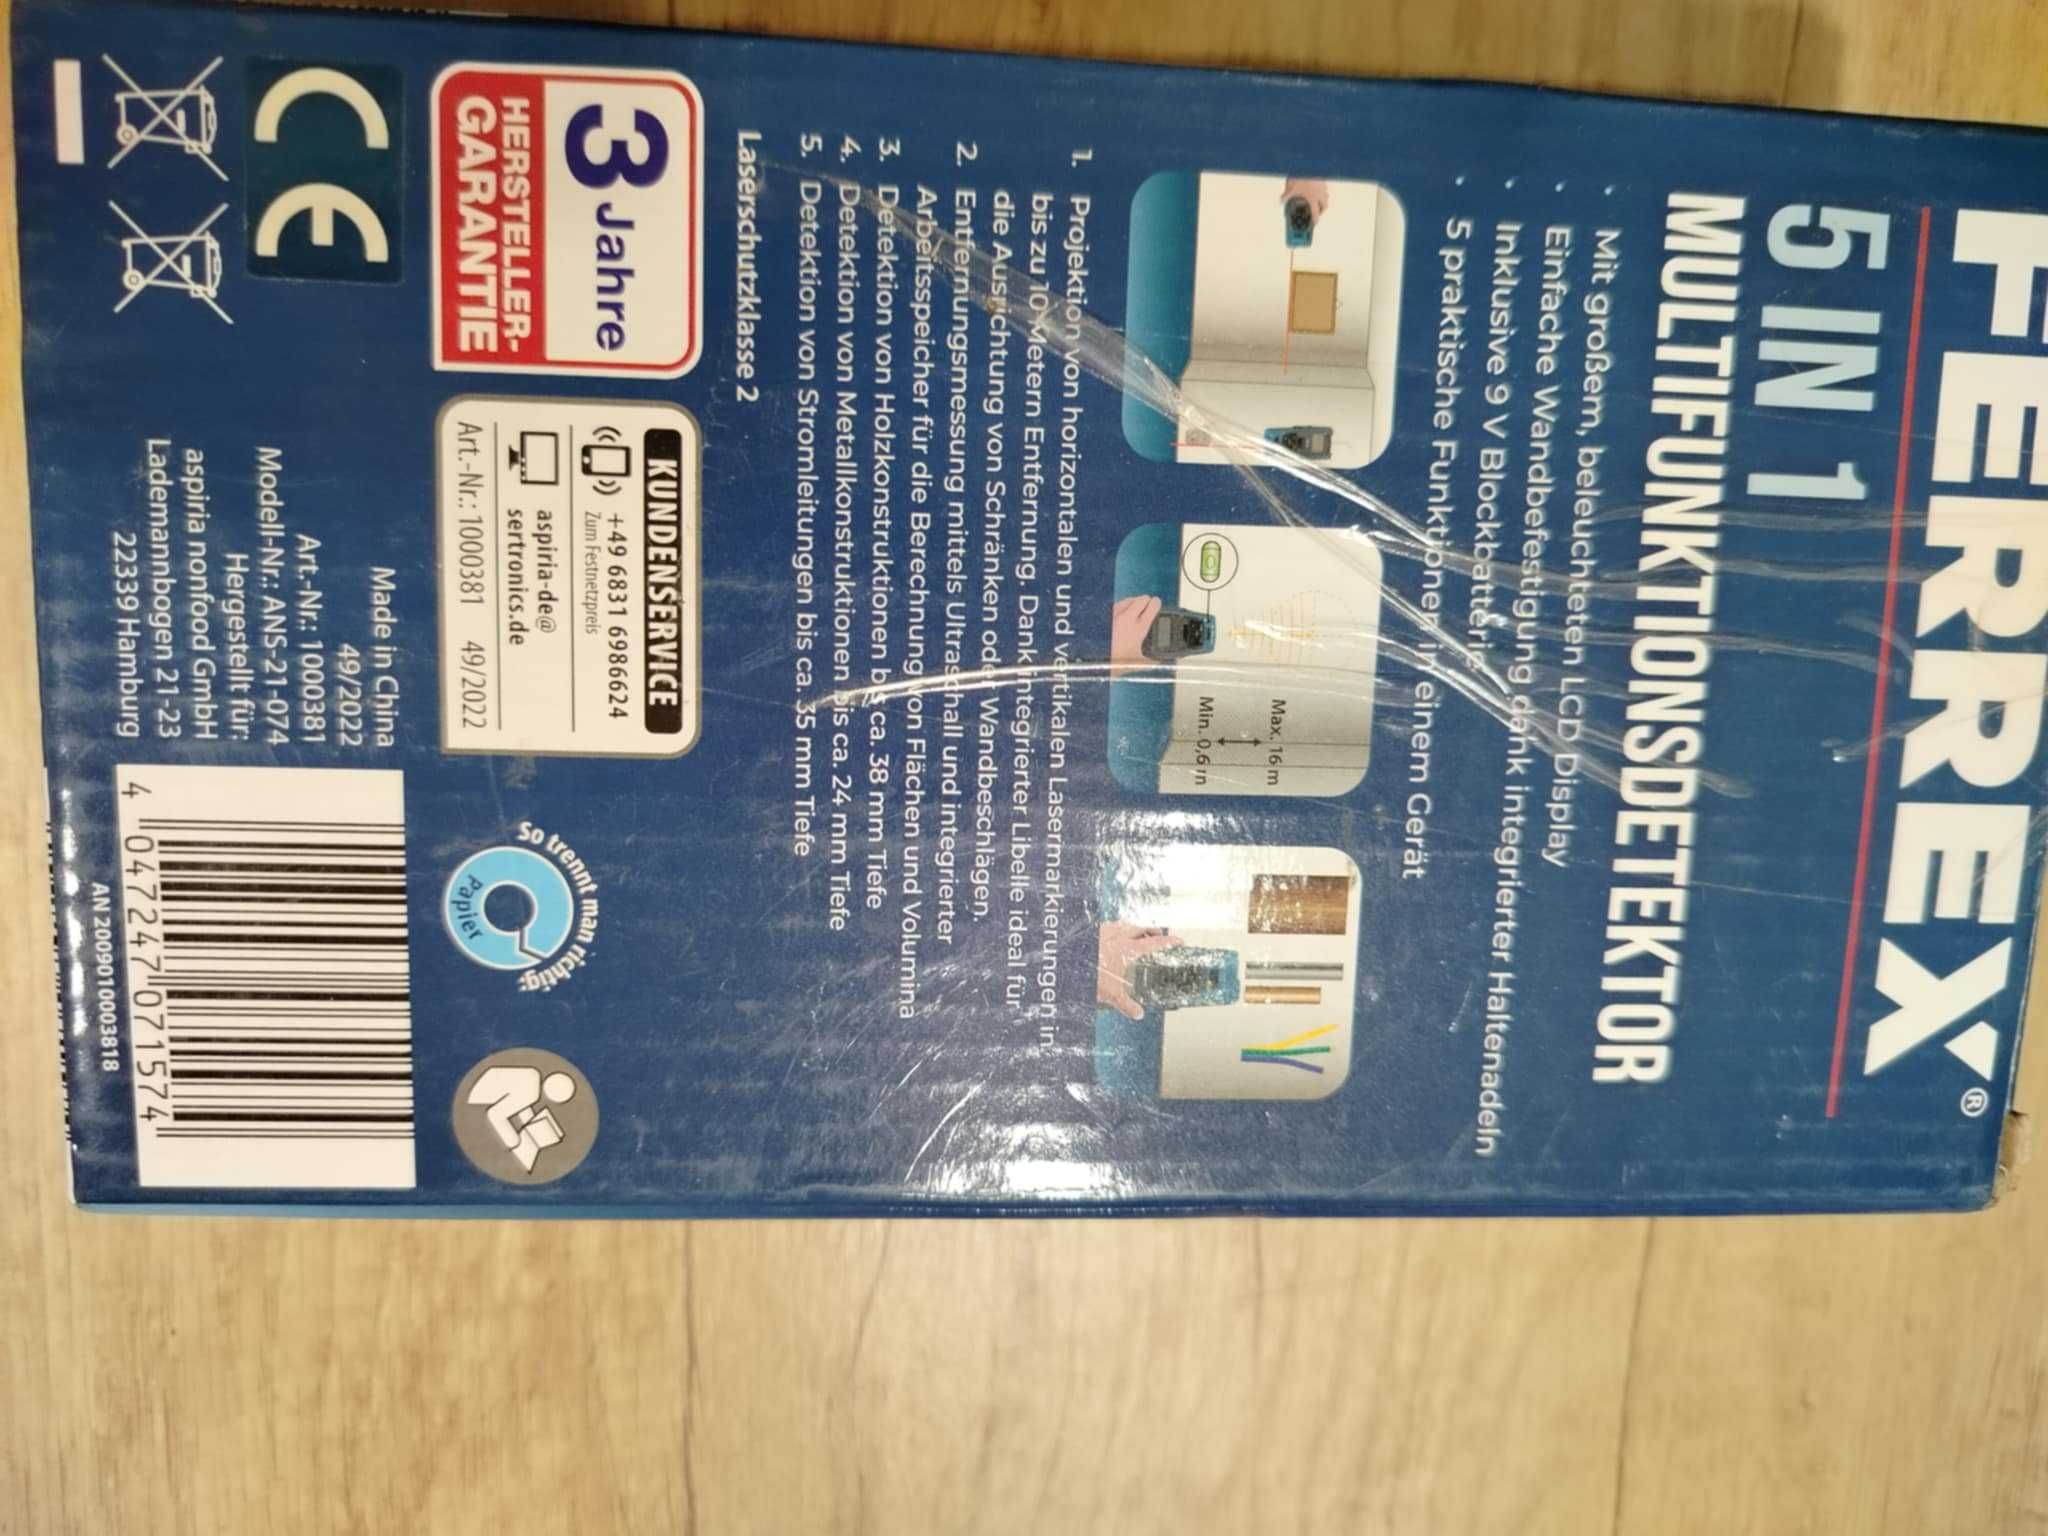 FERREX®
5 IN 1
MULTIFUNKTIONSDETEKTOR
• Mit großem, beleuchteten LCD Display
• Einfache Wandbefestigung dank integrierter Haltenadeln
• Inklusive 9 V Blockbatterie
• 5 praktische Funktionen in einem Gerät
Max. 16 m
Min. 0,6 m
1. Projektion von horizontalen und vertikalen Lasermarkierungen in
bis zu 10 Metern Entfernung. Dank integrierter Libelle ideal für
die Ausrichtung von Schränken oder Wandbeschlägen.
2. Entfernungsmessung mittels Ultraschall und integrierter
Arbeitsspeicher für die Berechnung von Flächen und Volumina
3. Detektion von Holzkonstruktionen bis ca. 38 mm Tiefe
4. Detektion von Metallkonstruktionen bis ca. 24 mm Tiefe
5. Detektion von Stromleitungen bis ca. 35 mm Tiefe
Laserschutzklasse 2
3 Jahre
HERSTELLER-
GARANTIE
KUNDENSERVICE
+49 6831 6986624
Zum Festnetzpreis
aspiria-de@
sertronics.de
Art.-Nr.: 1000381 49/2022
So trennt man richtig:
Papier
CE
Made in China
49/2022
Art.-Nr.: 1000381
Modell-Nr.: ANS-21-074
Hergestellt für:
aspiria nonfood GmbH
Lademannbogen 21-23
22339 Hamburg
4 047247 071574
AN 2009010003818